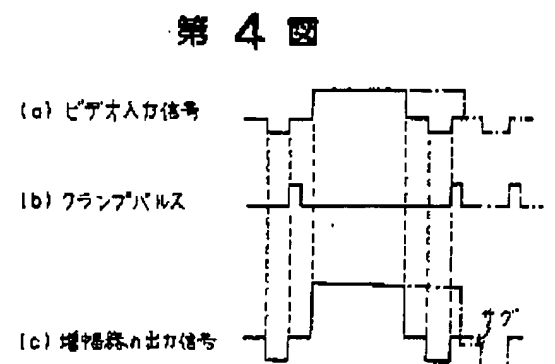 第4図
(a) ビデオ入力信号
(b) クランプパルス
(c) 増幅器の出力信号
サグ